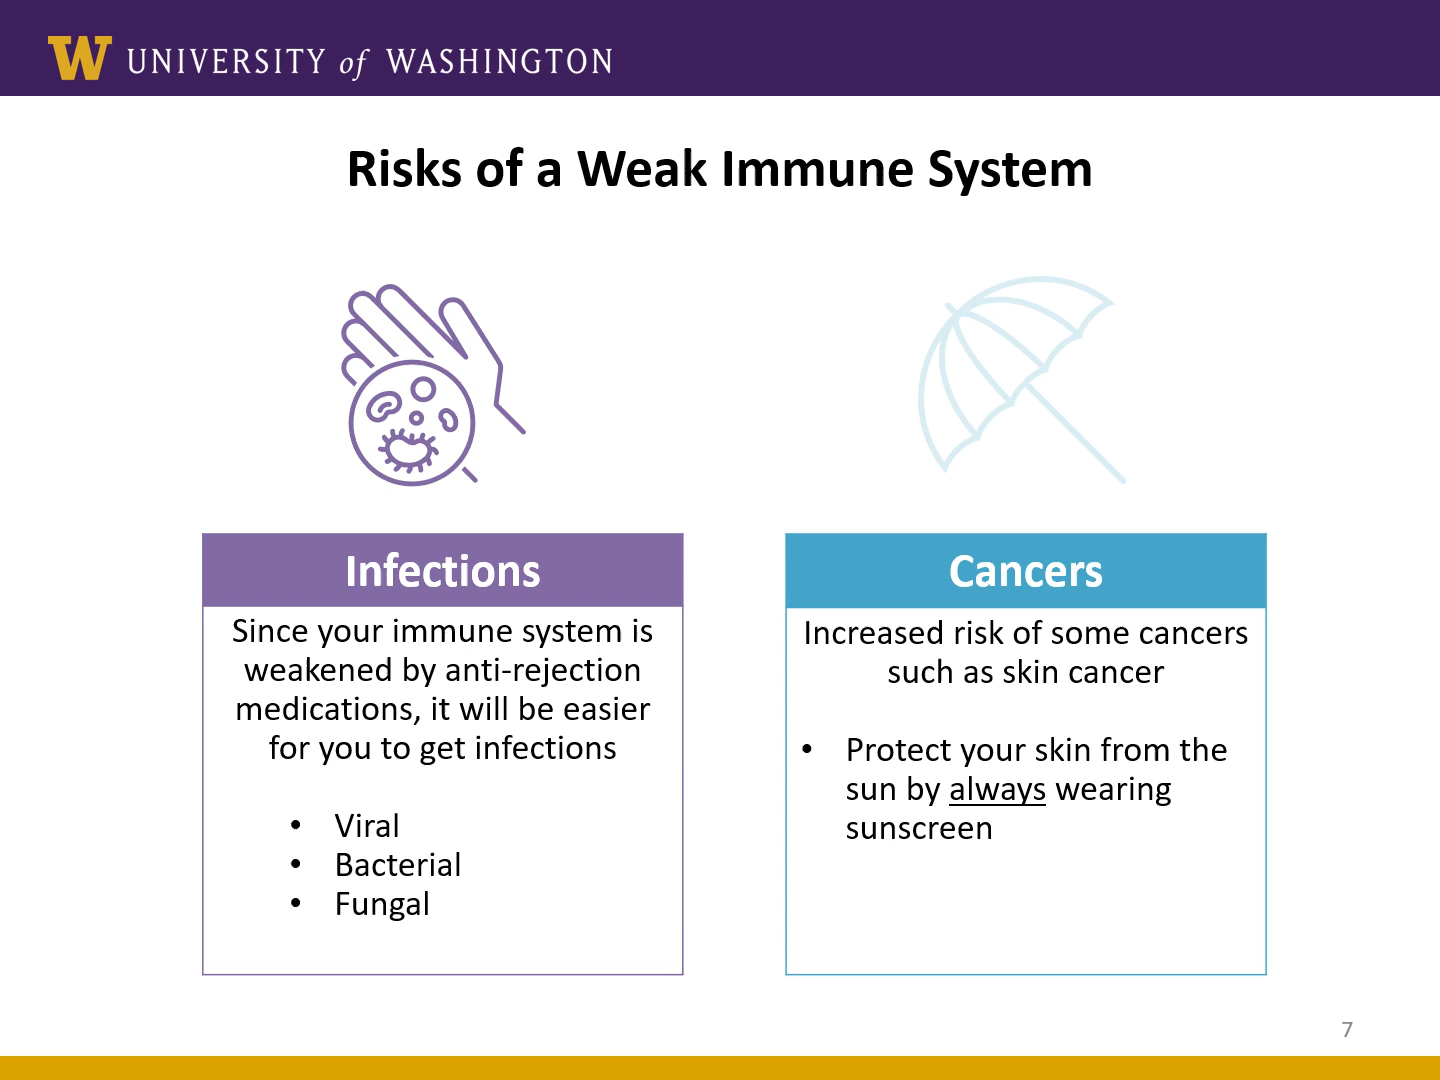 W UNIVERSITY of WASHINGTON
Risks of a Weak Immune System
Infections
Since your immune system is
weakened by anti-rejection
medications, it will be easier
for you to get infections
• Viral
• Bacterial
• Fungal
Cancers
Increased risk of some cancers
such as skin cancer
• Protect your skin from the
sun by always wearing
sunscreen
7